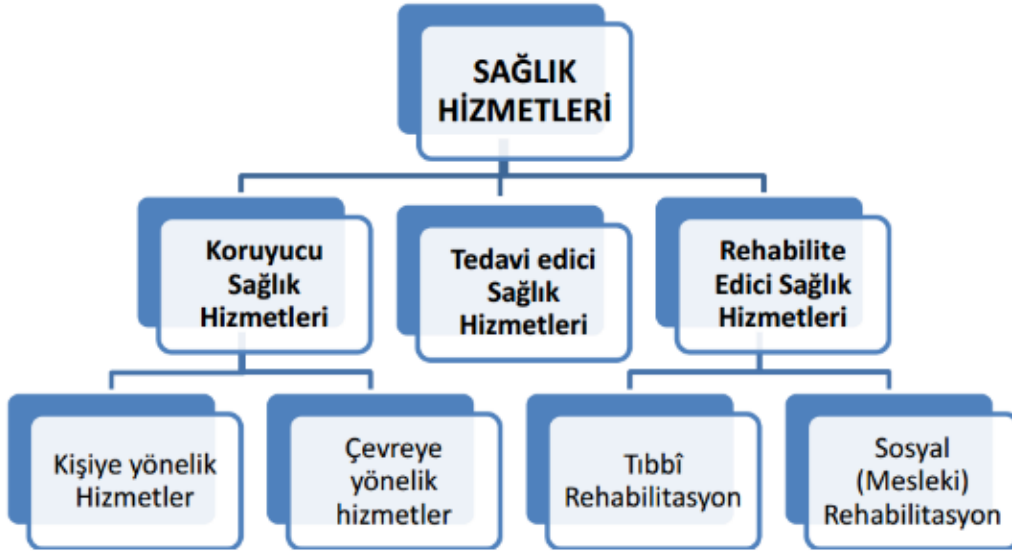 SAĞLIK
HİZMETLERİ
Koruyucu
Sağlık
Hizmetleri
Tedavi edici
Sağlık
Hizmetleri
Rehabilite
Edici Sağlık
Hizmetleri
Kişiye yönelik
Hizmetler
Çevreye
yönelik
hizmetler
Tıbbî
Rehabilitasyon
Sosyal
(Mesleki)
Rehabilitasyon